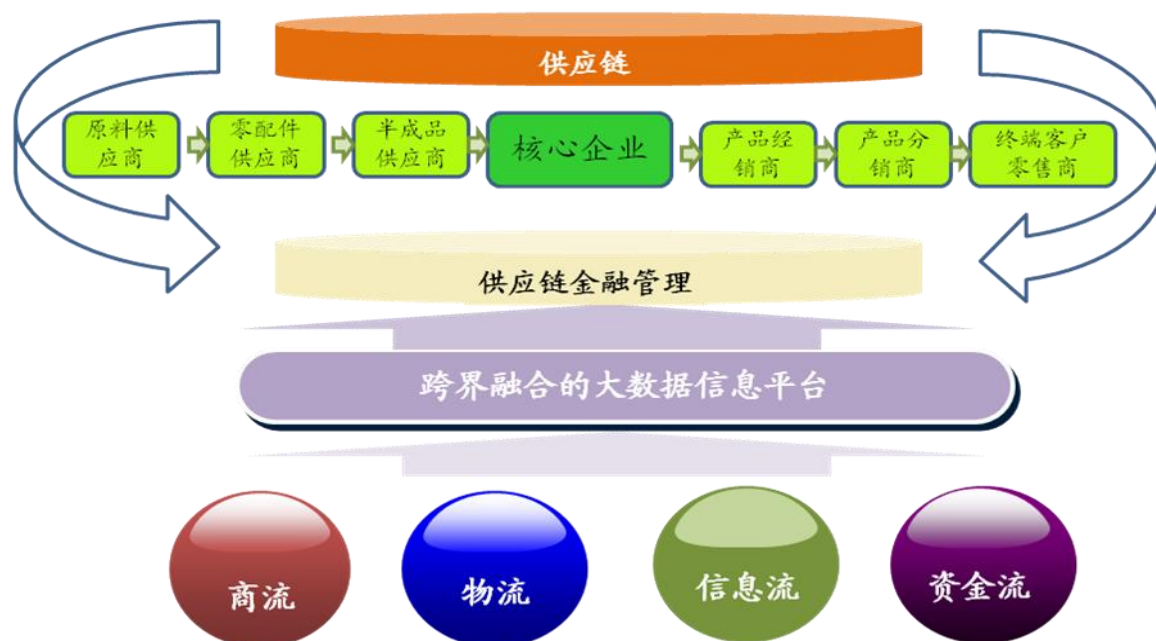 供应链
原料供
应商
零配件
供应商
半成品
供应商
核心企业
产品经
销商
产品分
销商
终端客户
零售商
供应链金融管理
跨界融合的大数据信息平台
商流
物流
信息流
资金流